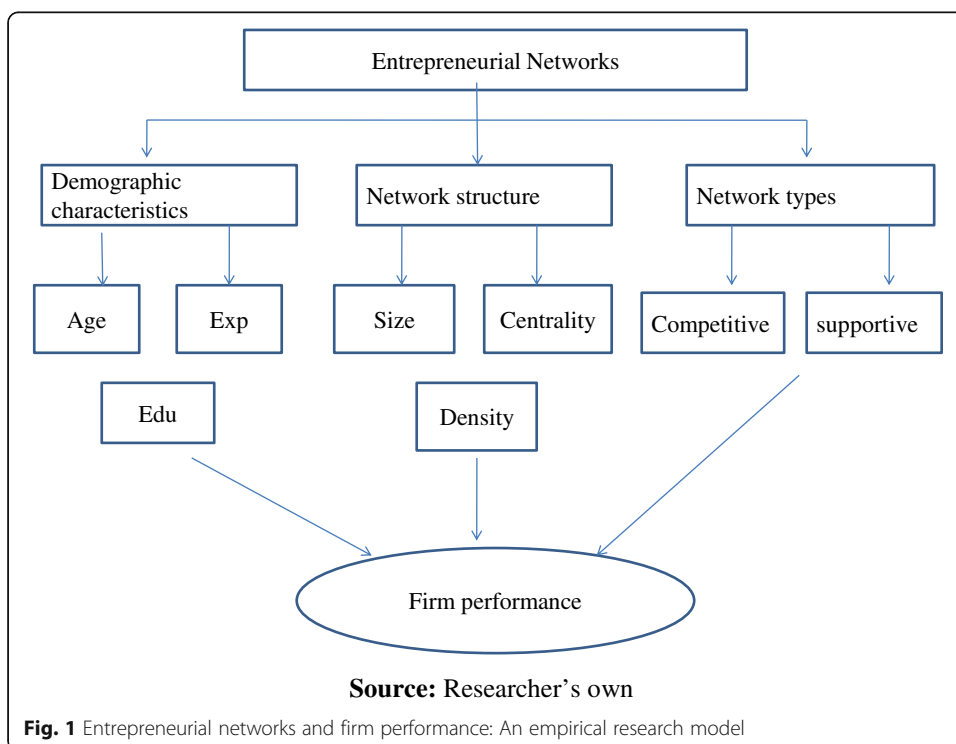 Entrepreneurial Networks
Demographic
characteristics
Network structure
Network types
Age
Exp
Size
Centrality
Competitive
supportive
Edu
Density
Firm performance
Source: Researcher's own
Fig. 1 Entrepreneurial networks and firm performance: An empirical research model